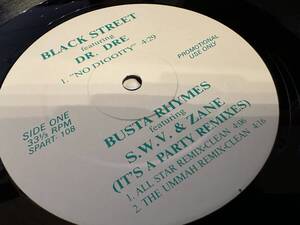 BLACK STREET
featuring
DR. DRE
1. "NO DIGGITY" 4:29
PROMOTIONAL
USE ONLY
SIDE ONE
33⅓ RPM
SPART- 108
BUSTA RHYMES
featuring
S.W.V. & ZANE
(IT'S A PARTY REMIXES)
1. ALL STAR REMIX-CLEAN 4:06
2. THE UMMAH REMIX-CLEAN 4:16